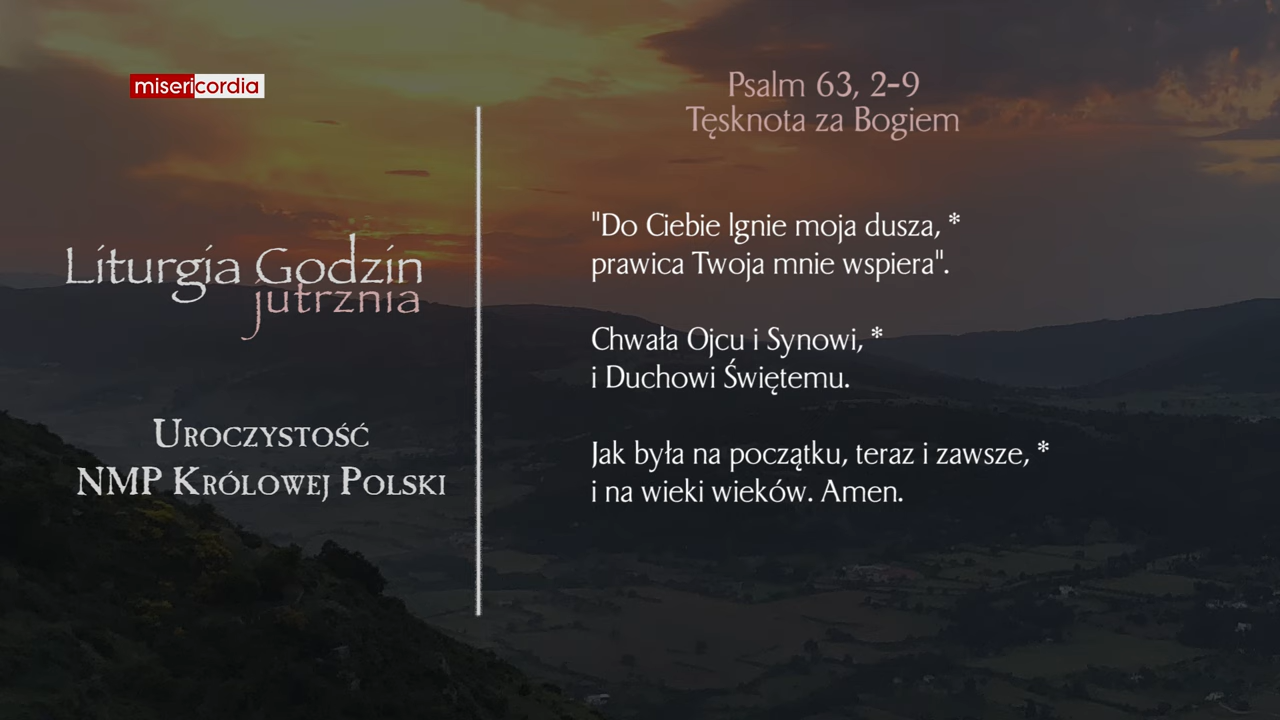 misericordia
Liturgia Godzin
jutrznia
Uroczystość
NMP Królowej Polski
Psalm 63, 2-9
Tęsknota za Bogiem
"Do Ciebie lgnie moja dusza, *
prawica Twoja mnie wspiera".
Chwała Ojcu i Synowi, *
i Duchowi Świętemu.
Jak była na początku, teraz i zawsze, *
i na wieki wieków. Amen.